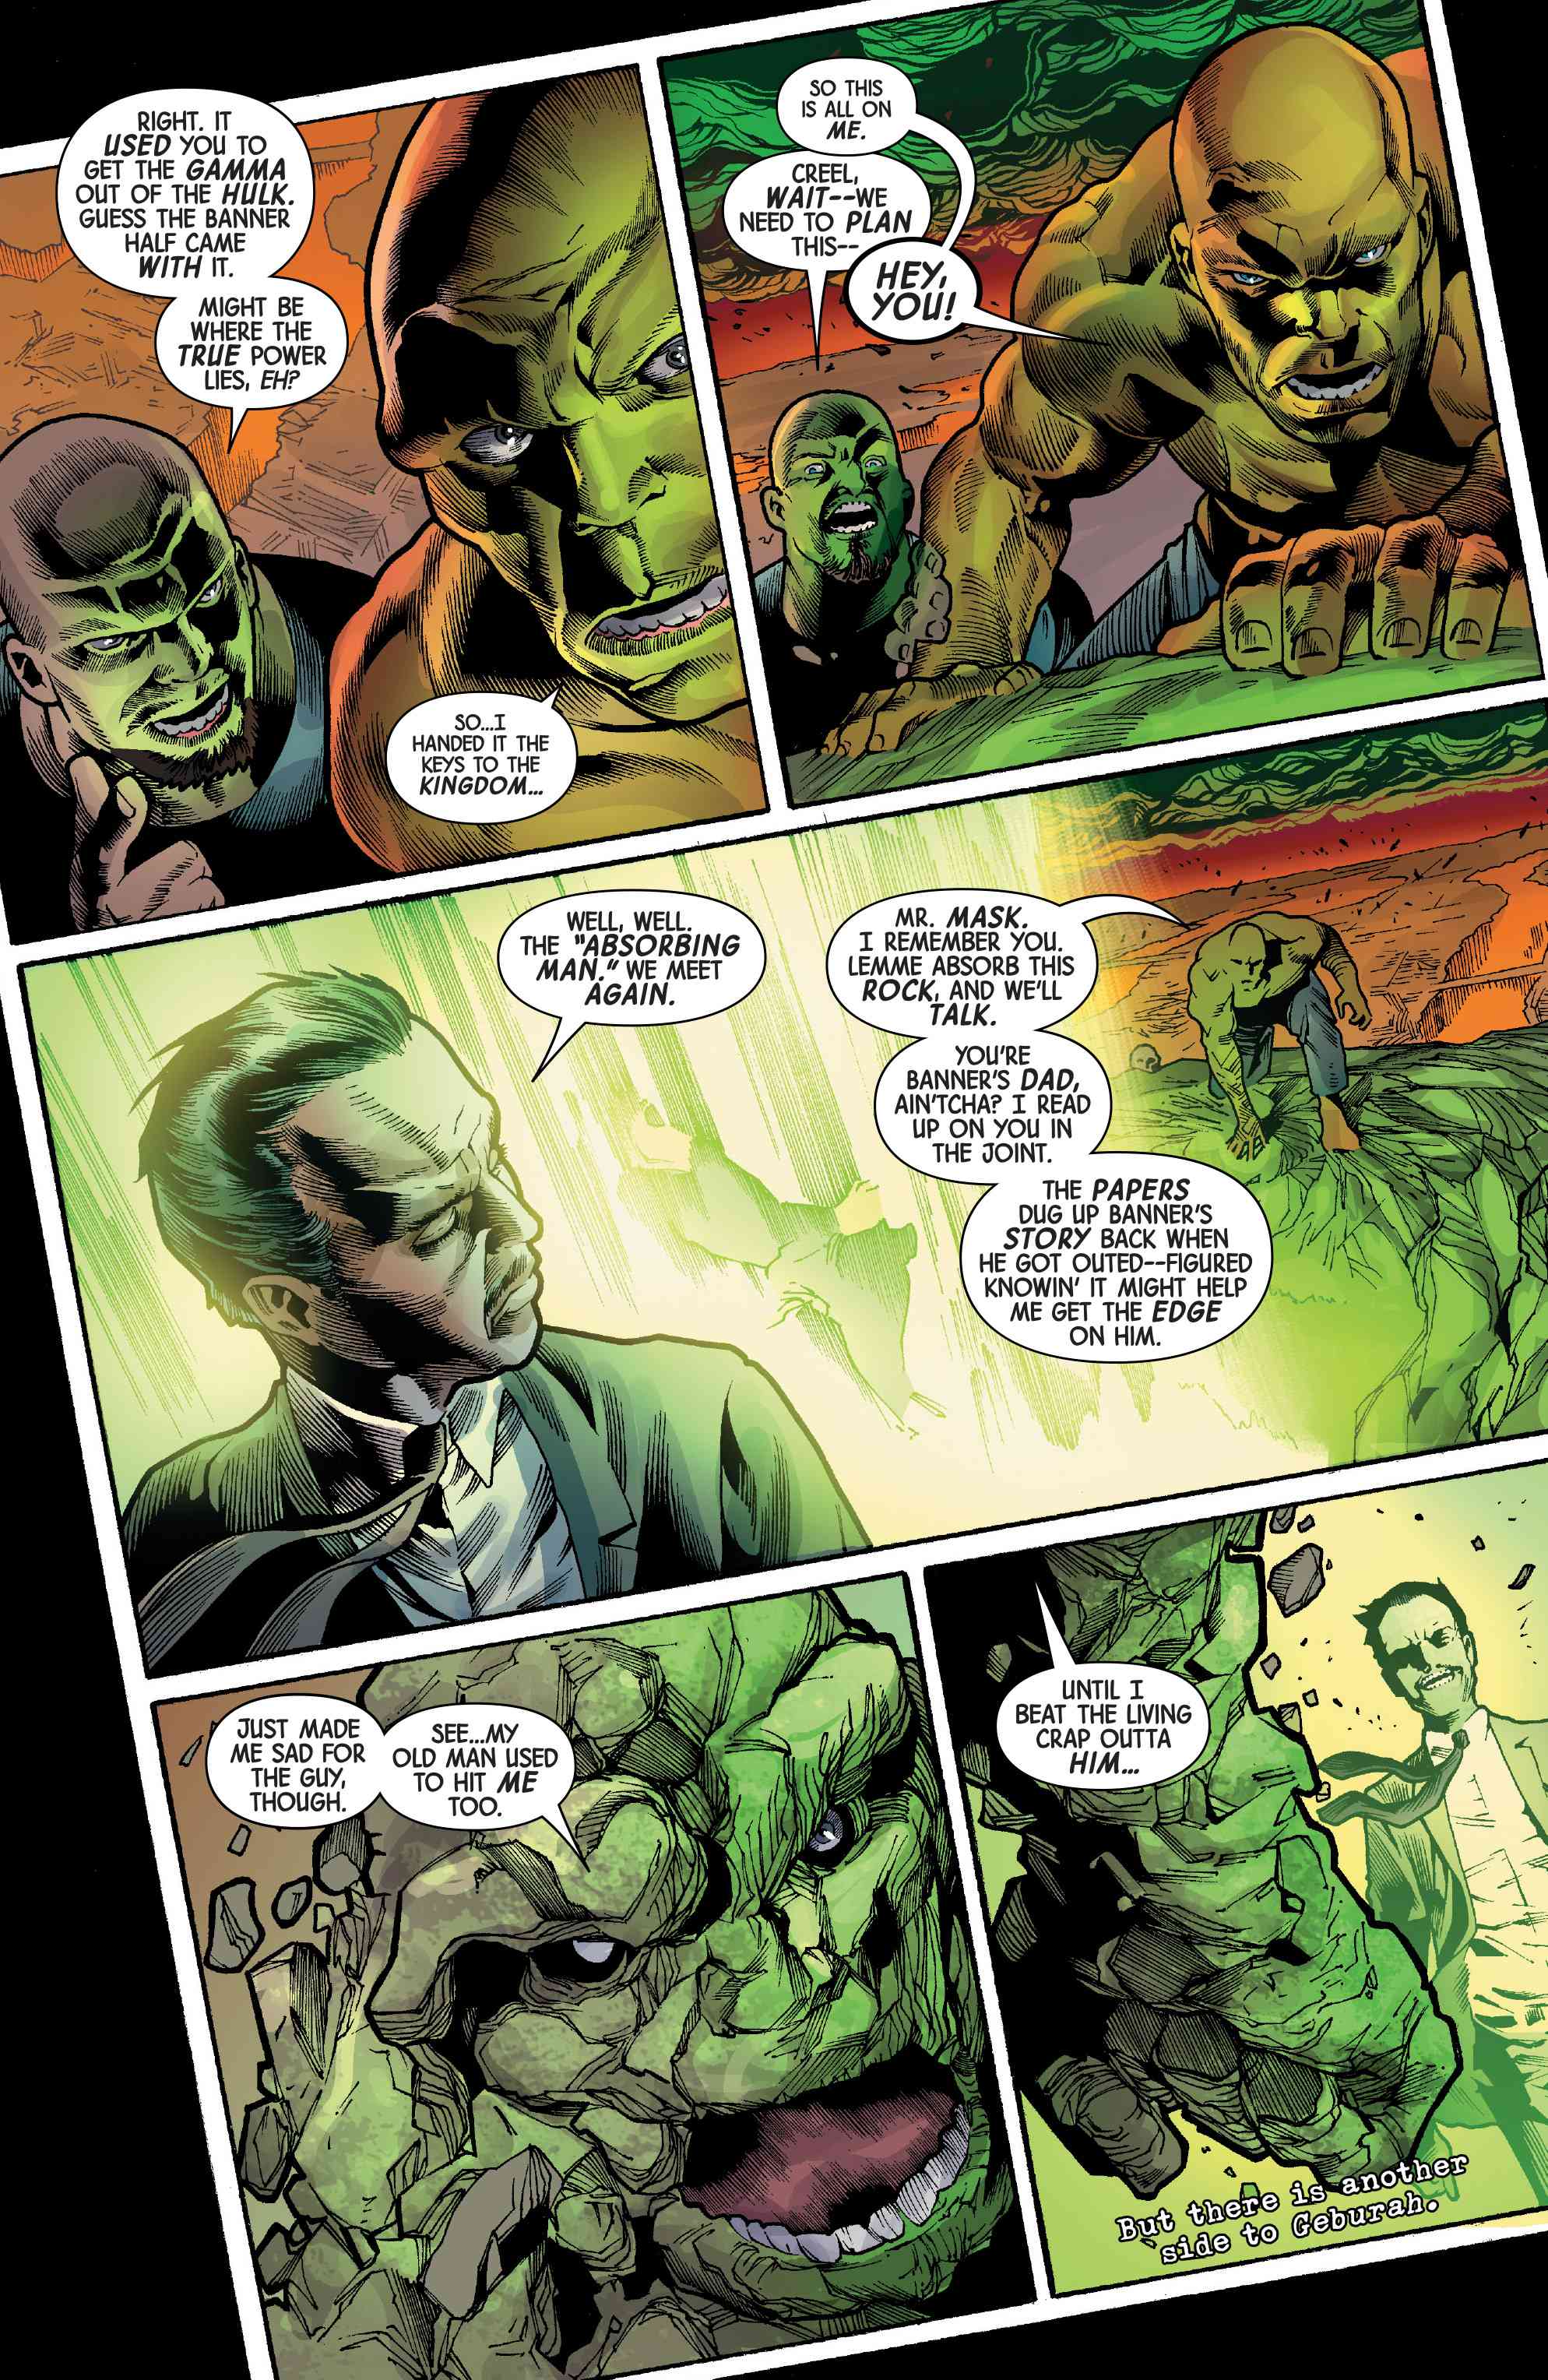 RIGHT. IT
USED YOU TO
GET THE GAMMA
OUT OF THE HULK.
GUESS THE BANNER
HALF CAME
WITH IT.
MIGHT BE
WHERE THE
TRUE POWER
LIES, EH?
SO...I
HANDED IT THE
KEYS TO THE
KINGDOM...
SO THIS
IS ALL ON
ME.
CREEL,
WAIT--WE
NEED TO PLAN
THIS--
HEY,
YOU!
WELL, WELL.
THE "ABSORBING
MAN." WE MEET
AGAIN.
MR. MASK.
I REMEMBER YOU.
LEMME ABSORB THIS
ROCK, AND WE'LL
TALK.
YOU'RE
BANNER'S DAD,
AIN'TCHA? I READ
UP ON YOU IN
THE JOINT.
THE PAPERS
DUG UP BANNER'S
STORY BACK WHEN
HE GOT OUTED--FIGURED
KNOWIN' IT MIGHT HELP
ME GET THE EDGE
ON HIM.
JUST MADE
ME SAD FOR
THE GUY,
THOUGH.
SEE...MY
OLD MAN USED
TO HIT ME
TOO.
UNTIL I
BEAT THE LIVING
CRAP OUTTA
HIM...
But there is another
side to Geburah.